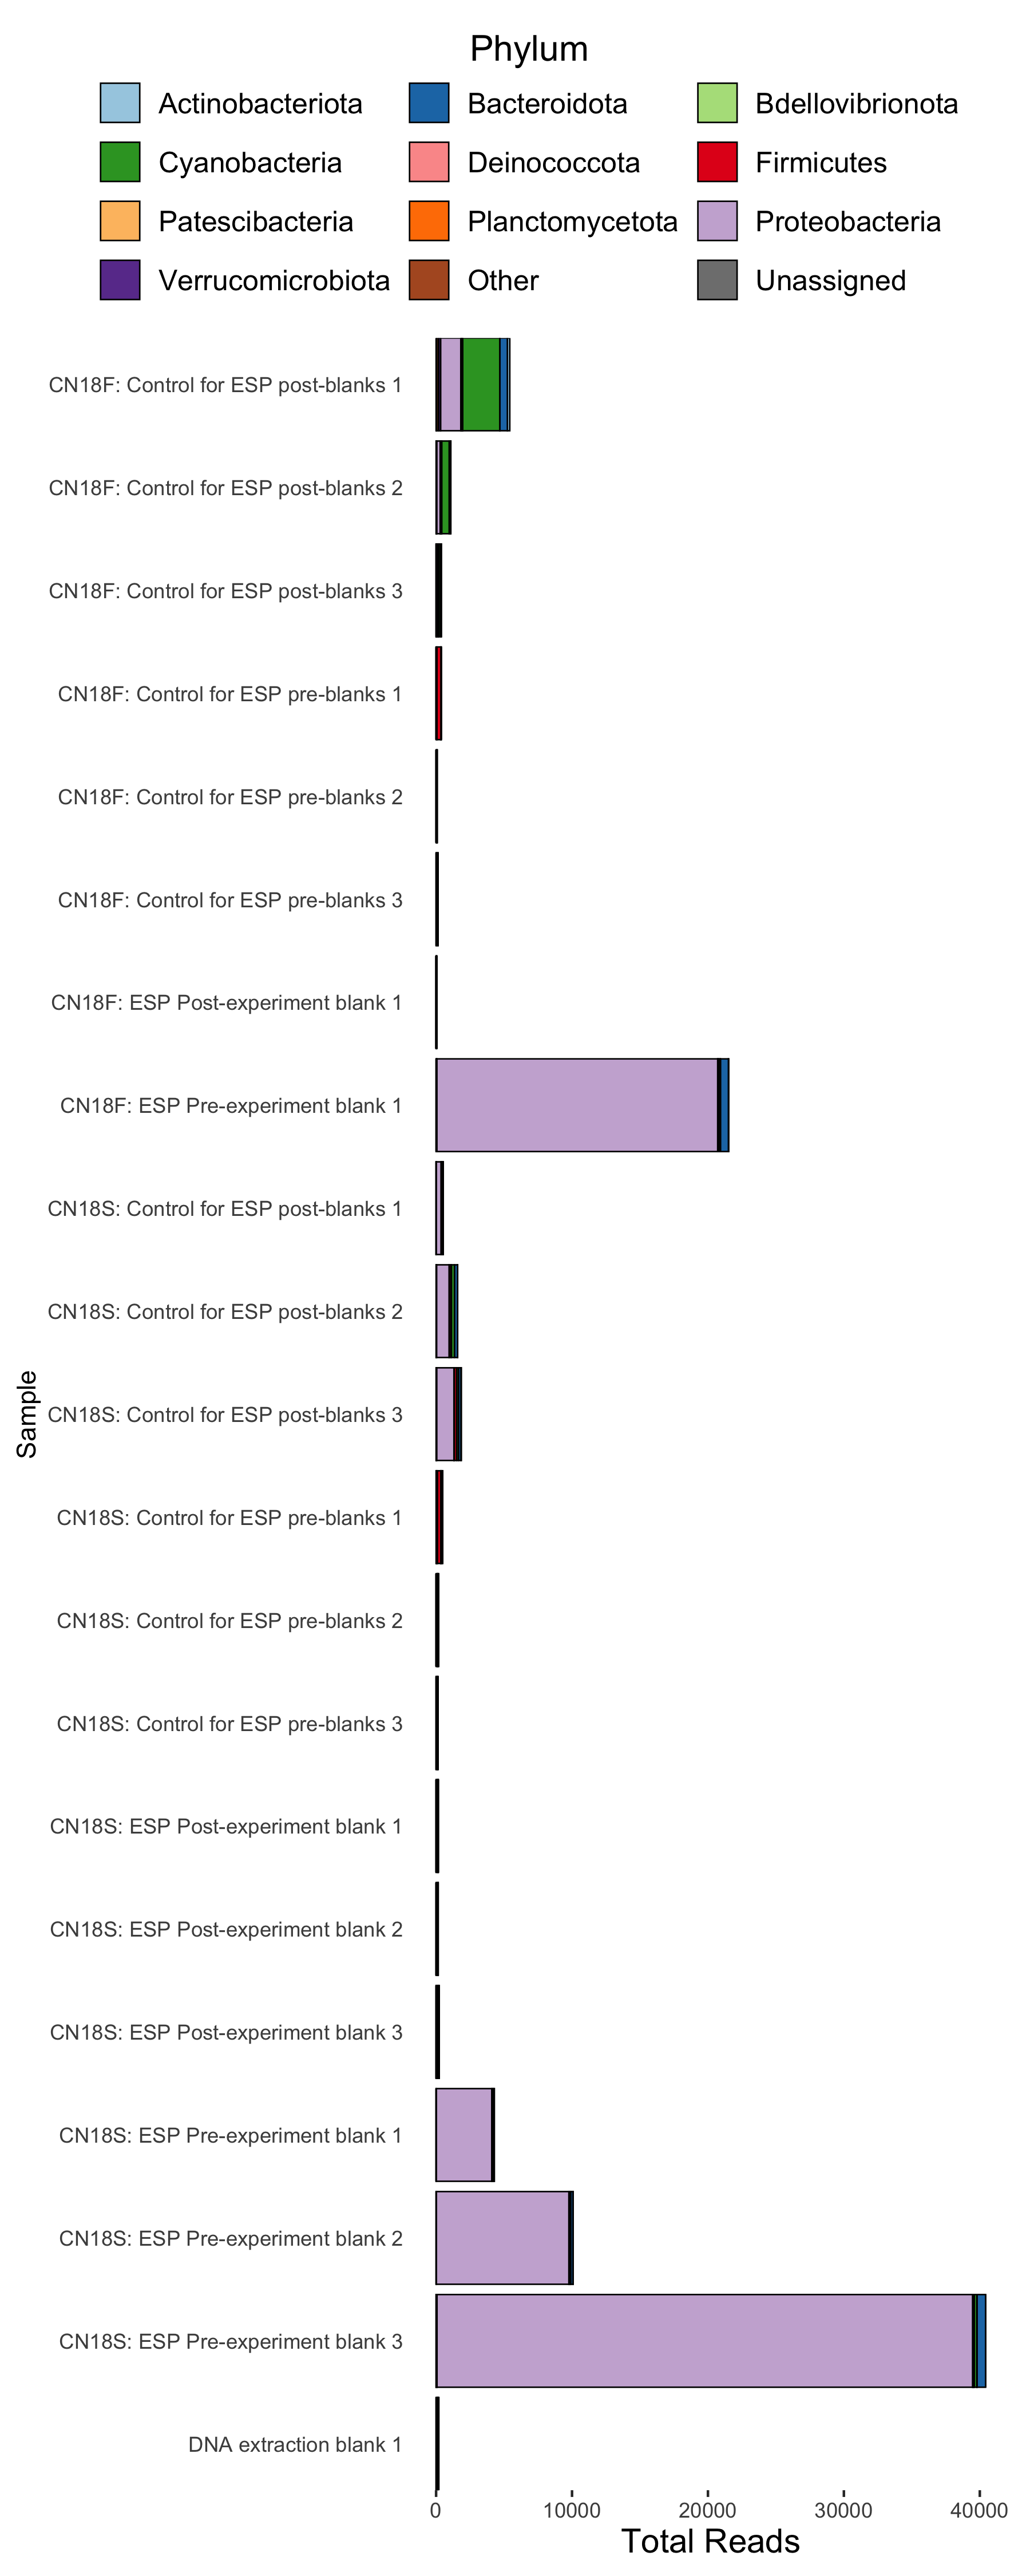 Phylum
Actinobacteriota Bacteroidota Bdellovibrionota
Cyanobacteria Deinococcota Firmicutes
Patescibacteria Planctomycetota Proteobacteria
Verrucomicrobiota Other Unassigned
CN18F: Control for ESP post-blanks 1
CN18F: Control for ESP post-blanks 2
CN18F: Control for ESP post-blanks 3
CN18F: Control for ESP pre-blanks 1
CN18F: Control for ESP pre-blanks 2
CN18F: Control for ESP pre-blanks 3
CN18F: ESP Post-experiment blank 1
CN18F: ESP Pre-experiment blank 1
CN18S: Control for ESP post-blanks 1
CN18S: Control for ESP post-blanks 2
CN18S: Control for ESP post-blanks 3
CN18S: Control for ESP pre-blanks 1
CN18S: Control for ESP pre-blanks 2
CN18S: Control for ESP pre-blanks 3
CN18S: ESP Post-experiment blank 1
CN18S: ESP Post-experiment blank 2
CN18S: ESP Post-experiment blank 3
CN18S: ESP Pre-experiment blank 1
CN18S: ESP Pre-experiment blank 2
CN18S: ESP Pre-experiment blank 3
DNA extraction blank 1
Sample
0 10000 20000 30000 40000
Total Reads